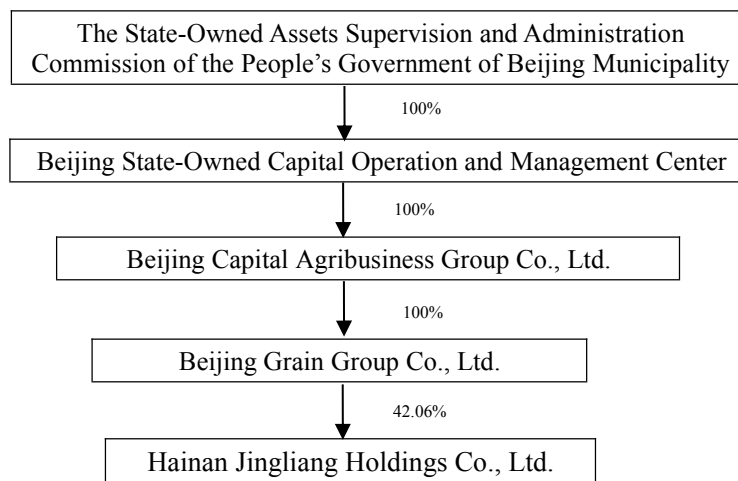 The State-Owned Assets Supervision and Administration
Commission of the People’s Government of Beijing Municipality
100%
Beijing State-Owned Capital Operation and Management Center
100%
Beijing Capital Agribusiness Group Co., Ltd.
100%
Beijing Grain Group Co., Ltd.
42.06%
Hainan Jingliang Holdings Co., Ltd.